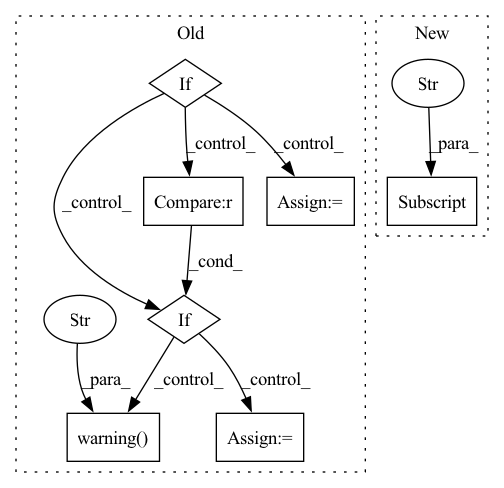 Old
New
If
Str
_control_
_control_
_para_
_control_
Compare:r
Assign:=
Subscript
_cond_
Str
If
_para_
_control_
_control_
warning()
Assign:=